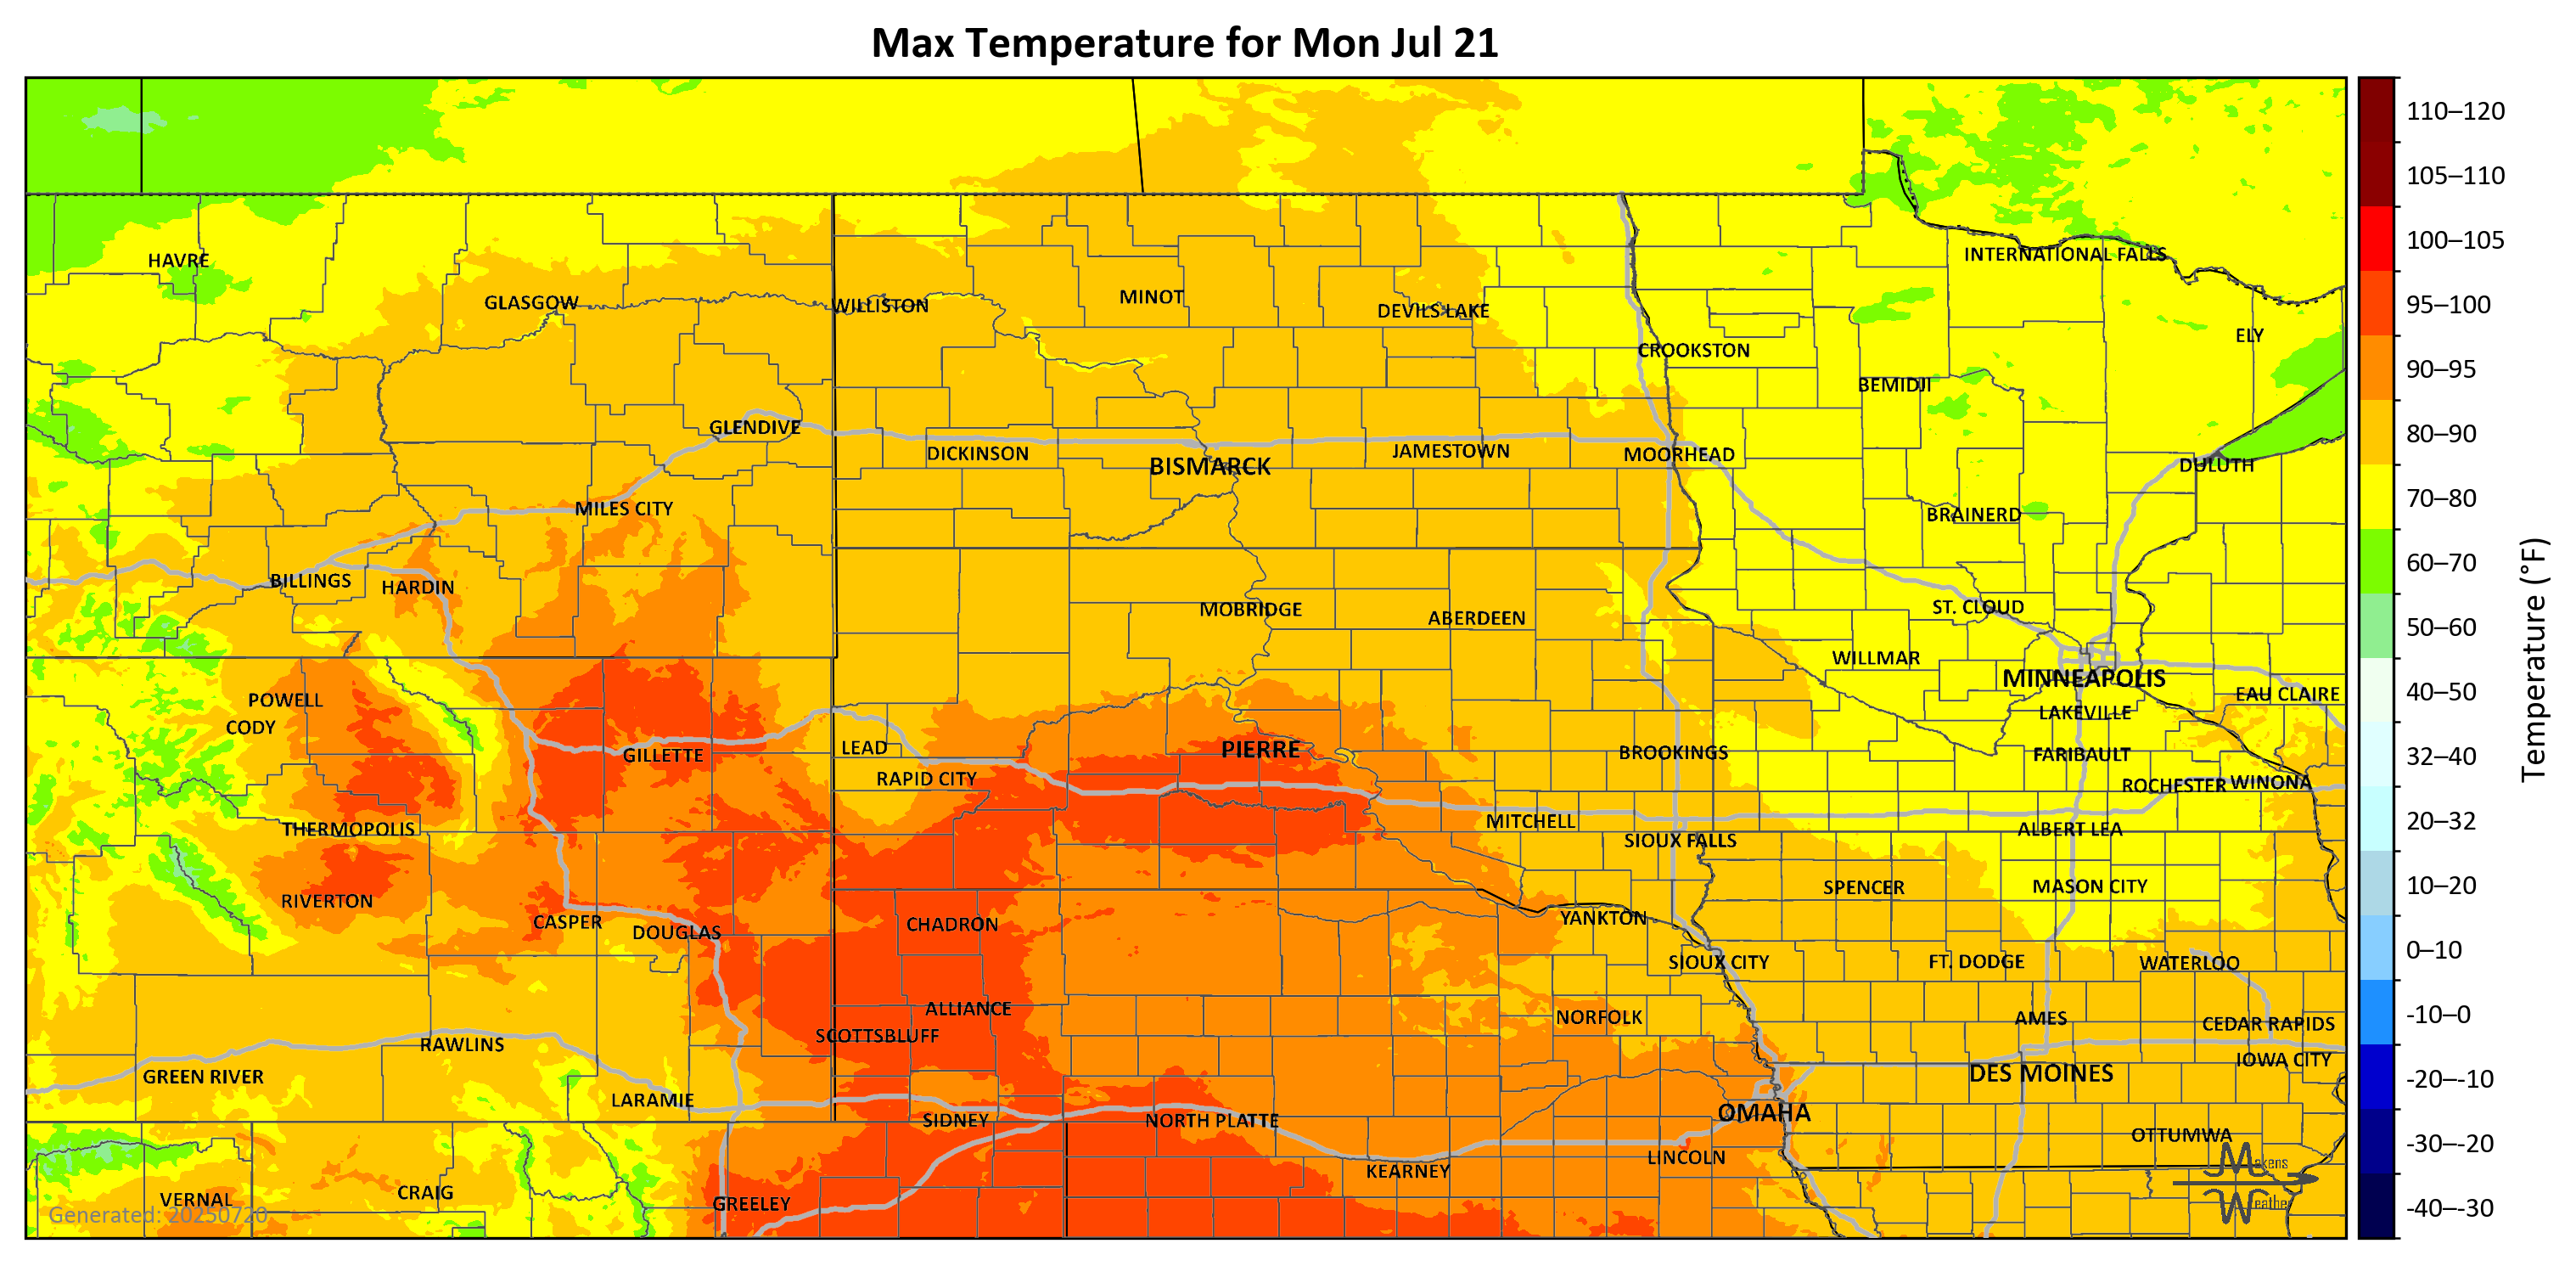 Max Temperature for Mon Jul 21
110–120
105–110
100–105
95–100
90–95
80–90
70–80
60–70
50–60
40–50
32–40
20–32
10–20
0–10
-10–0
-20–-10
-30–-20
-40–-30
Temperature (°F)
HAVRE
INTERNATIONAL FALLS
GLASGOW
WILLISTON
MINOT
DEVILS LAKE
ELY
CROOKSTON
BEMIDJI
GLENDIVE
DICKINSON
BISMARCK
JAMESTOWN
MOORHEAD
DULUTH
MILES CITY
BRAINERD
BILLINGS
HARDIN
MOBRIDGE
ABERDEEN
ST. CLOUD
WILLMAR
MINNEAPOLIS
EAU CLAIRE
POWELL
CODY
LAKEVILLE
GILLETTE
LEAD
PIERRE
BROOKINGS
FARIBAULT
RAPID CITY
ROCHESTER
WINONA
THERMOPOLIS
MITCHELL
SIOUX FALLS
ALBERT LEA
RIVERTON
SPENCER
MASON CITY
CASPER
DOUGLAS
CHADRON
YANKTON
SIOUX CITY
FT. DODGE
WATERLOO
ALLIANCE
SCOTTSBLUFF
NORFOLK
AMES
CEDAR RAPIDS
RAWLINS
IOWA CITY
GREEN RIVER
DES MOINES
LARAMIE
SIDNEY
NORTH PLATTE
OMAHA
OTTUMWA
LINCOLN
KEARNEY
VERNAL
CRAIG
GREELEY
Generated: 20250720
Makens
Weather